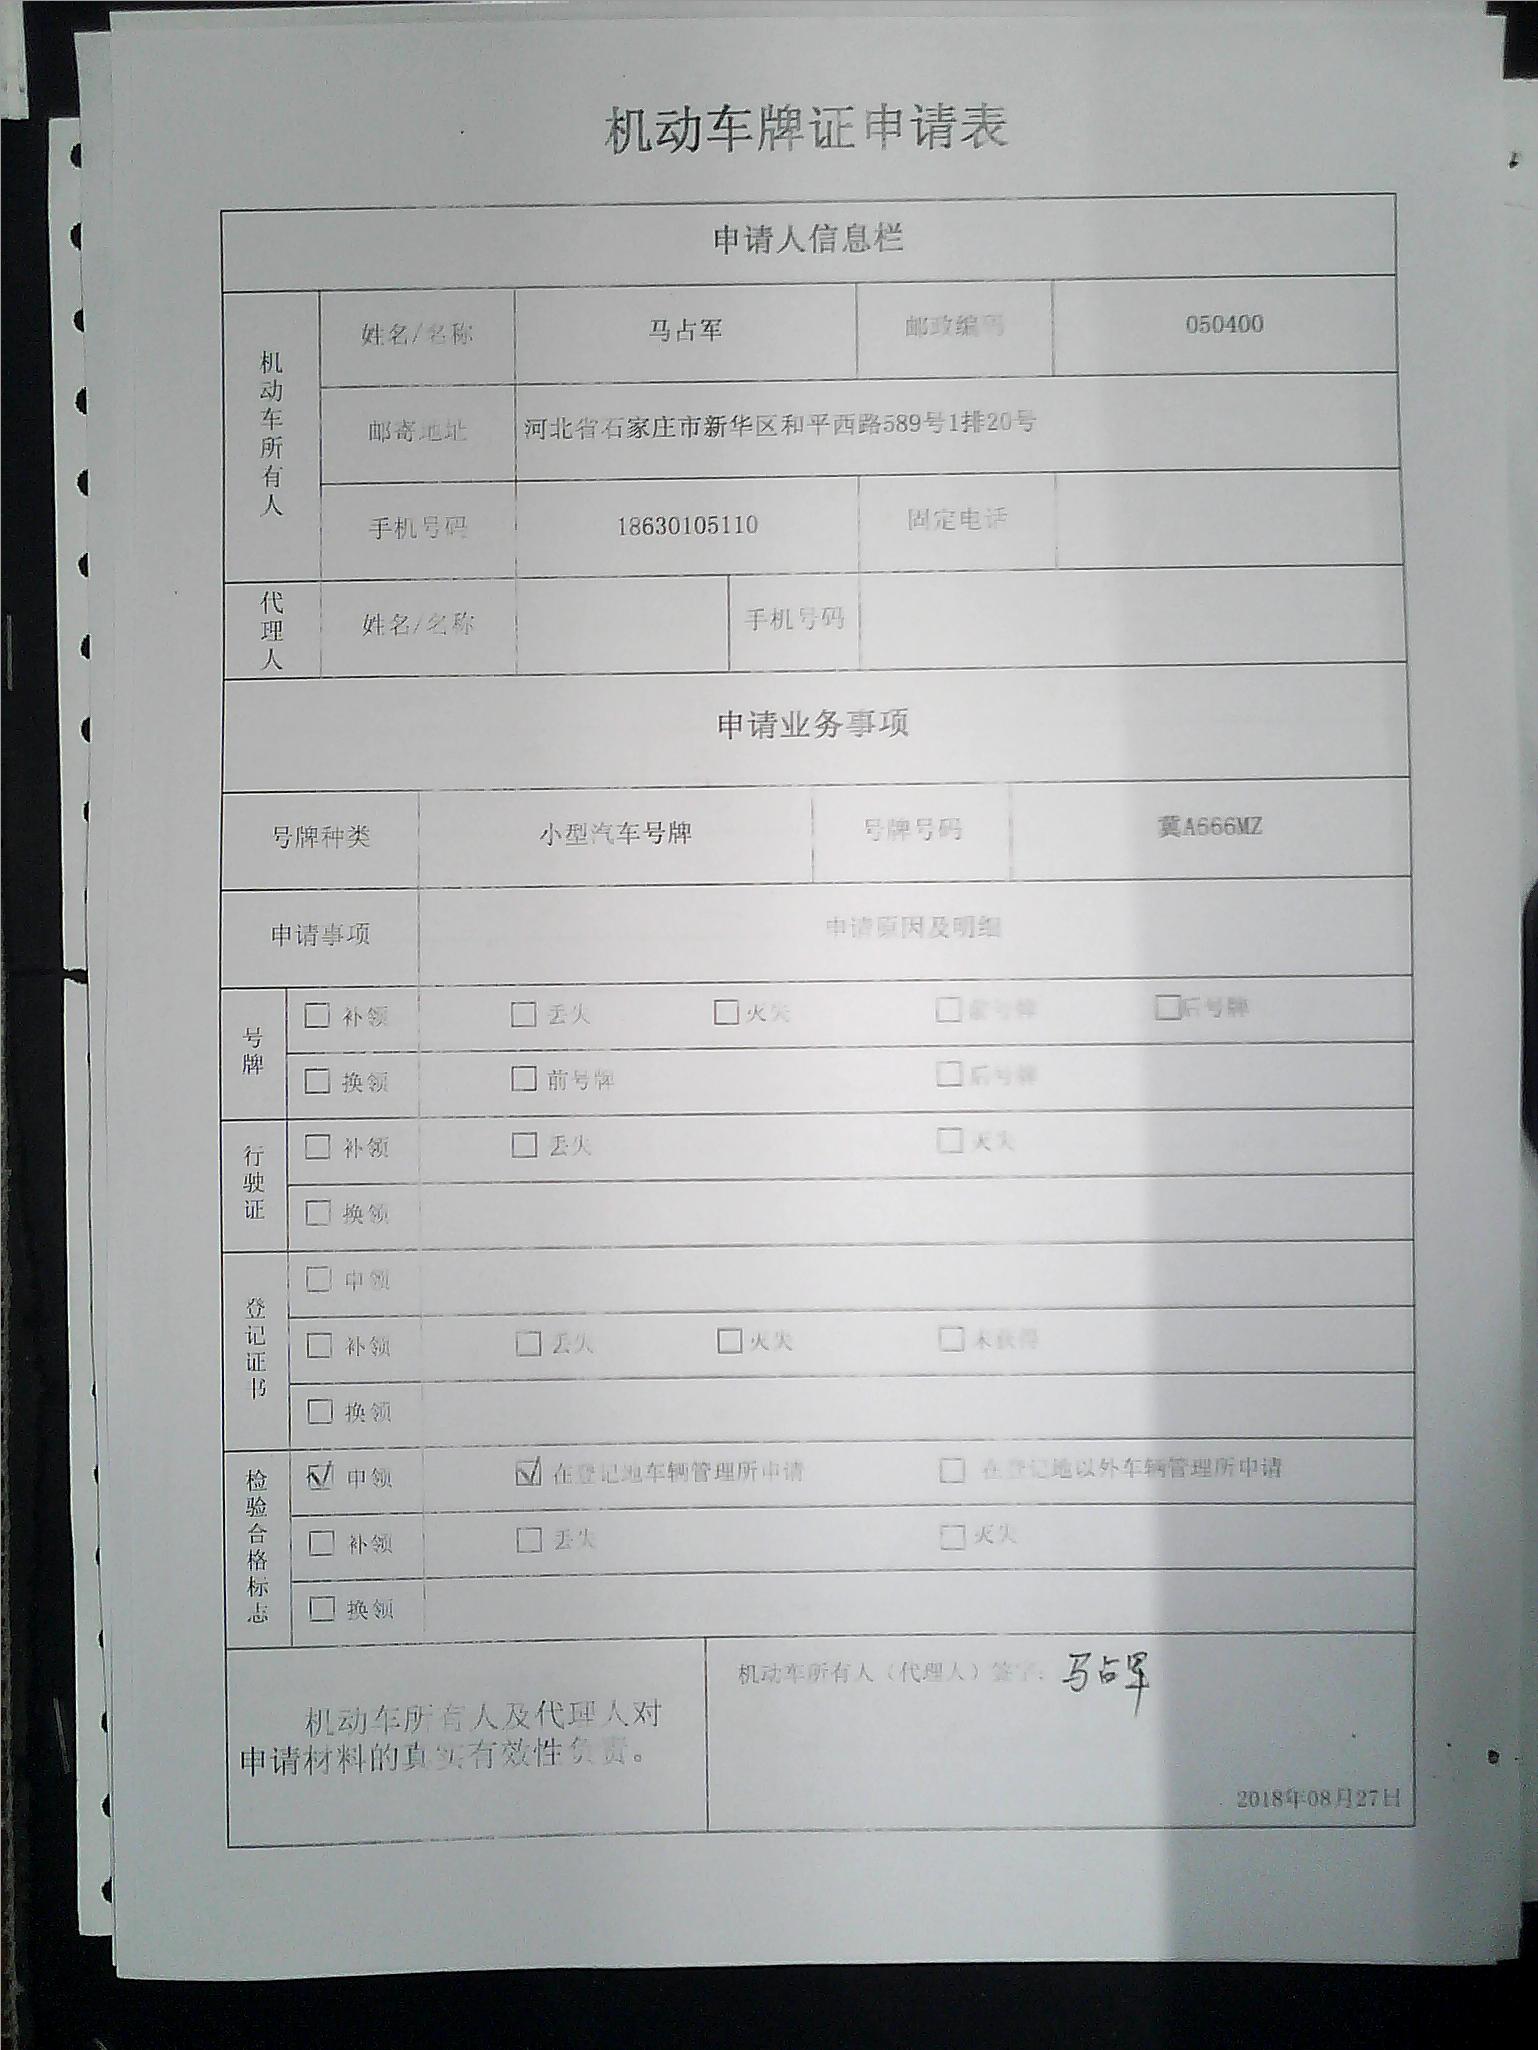 机动车牌证申请表
申请人信息栏
机动车所有人
姓名/名称 马占军 邮政编码 050400
邮寄地址 河北省石家庄市新华区和平西路589号1排20号
手机号码 18630105110 固定电话
代理人
姓名/名称 手机号码
申请业务事项
号牌种类 小型汽车号牌 号牌号码 冀A666MZ
申请事项 申请原因及明细
号牌
□ 补领 □ 丢失 □ 灭失 □ 前号牌 □ 后号牌
□ 换领 □ 前号牌 □ 后号牌
行驶证
□ 补领 □ 丢失 □ 灭失
□ 换领
登记证书
□ 申领
□ 补领 □ 丢失 □ 灭失 □ 未获得
□ 换领
检验合格标志
☑ 申领 ☑ 在登记地车辆管理所申请 □ 在登记地以外车辆管理所申请
□ 补领 □ 丢失 □ 灭失
□ 换领
机动车所有人及代理人对
申请材料的真实有效性负责。
机动车所有人（代理人）签字：马占军
2018年08月27日